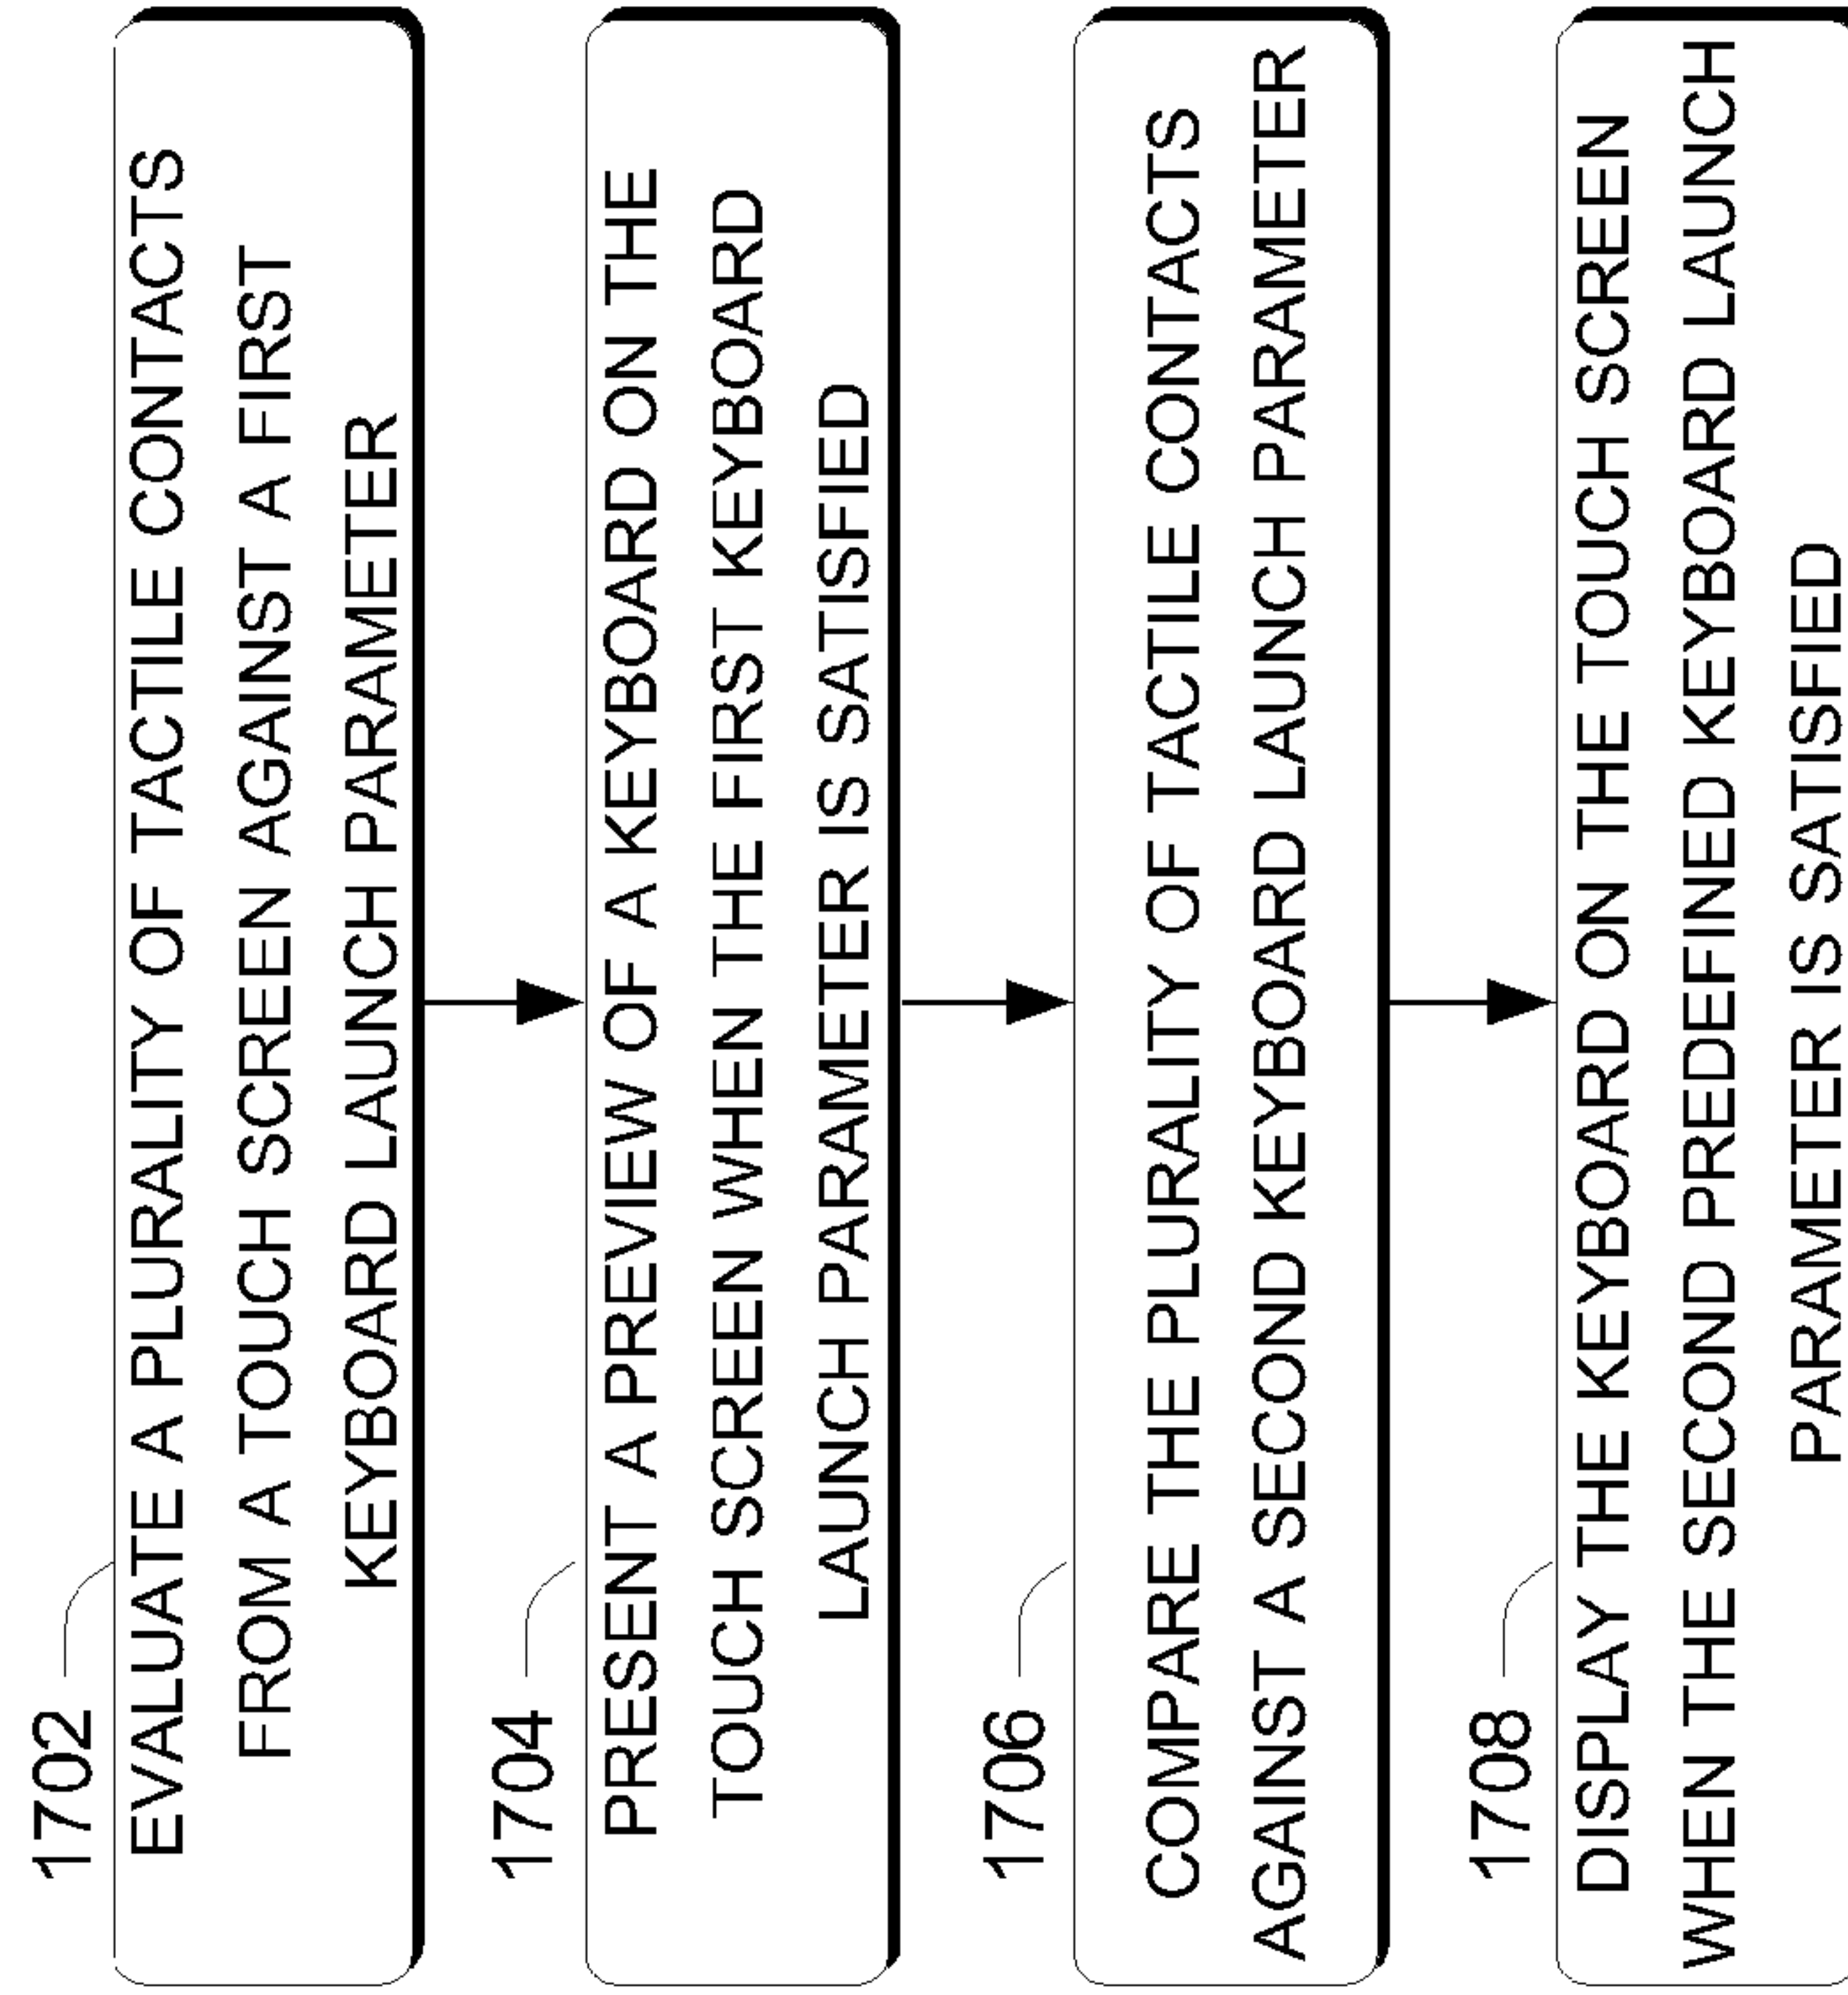 1702
EVALUATE A PLURALITY OF TACTILE CONTACTS
FROM A TOUCH SCREEN AGAINST A FIRST
KEYBOARD LAUNCH PARAMETER
1704
PRESENT A PREVIEW OF A KEYBOARD ON THE
TOUCH SCREEN WHEN THE FIRST KEYBOARD
LAUNCH PARAMETER IS SATISFIED
1706
COMPARE THE PLURALITY OF TACTILE CONTACTS
AGAINST A SECOND KEYBOARD LAUNCH PARAMETER
1708
DISPLAY THE KEYBOARD ON THE TOUCH SCREEN
WHEN THE SECOND PREDEFINED KEYBOARD LAUNCH
PARAMETER IS SATISFIED